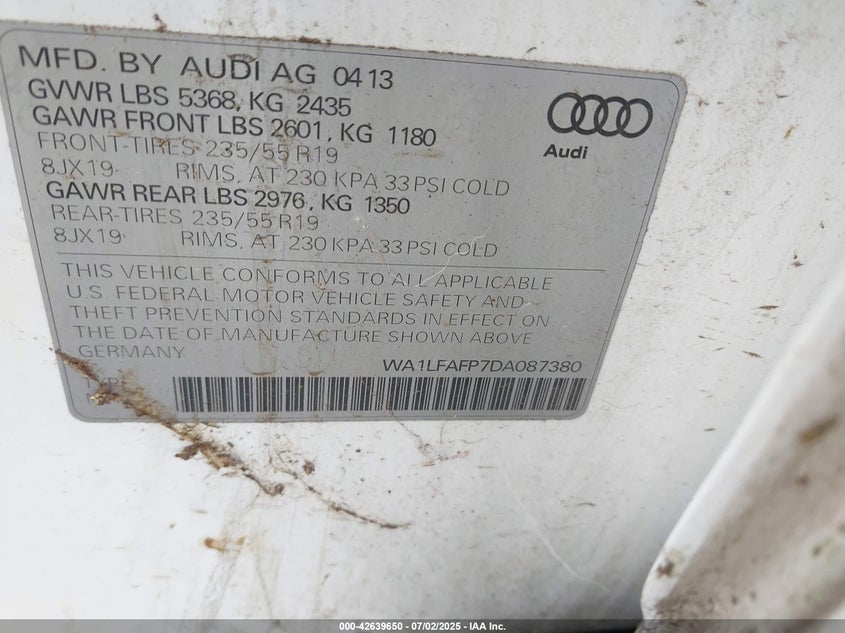 MFD. BY AUDI AG 04 13
GVWR LBS 5368, KG 2435
GAWR FRONT LBS 2601, KG 1180
FRONT-TIRES 235/55 R19
8JX19 RIMS, AT 230 KPA 33 PSI COLD
GAWR REAR LBS 2976, KG 1350
REAR-TIRES 235/55 R19
8JX19 RIMS, AT 230 KPA 33 PSI COLD
Audi
THIS VEHICLE CONFORMS TO ALL APPLICABLE
U.S. FEDERAL MOTOR VEHICLE SAFETY AND
THEFT PREVENTION STANDARDS IN EFFECT ON
THE DATE OF MANUFACTURE SHOWN ABOVE
GERMANY WA1LFAFP7DA087380
000-42639650 - 07/02/2025 - IAA Inc.